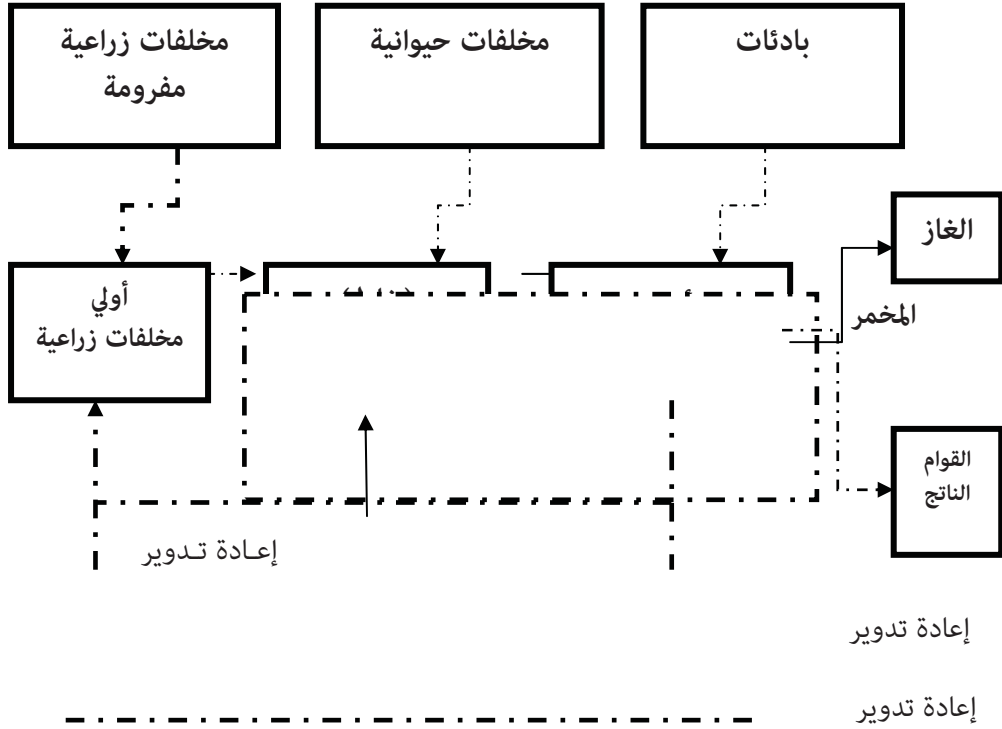 بادئات
مخلفات حيوانية
مخلفات زراعية
مفرومة
الغاز
أولي
مخلفات زراعية
المخمر
القوام
الناتج
إعـادة تـدوير
إعادة تدوير
إعادة تدوير